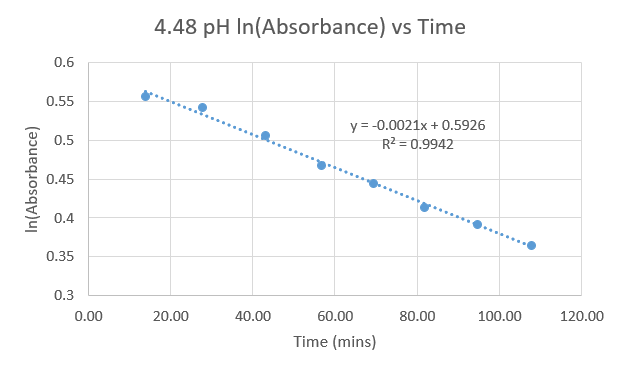 4.48 pH ln(Absorbance) vs Time
0.6
0.55
0.5
0.45
0.4
0.35
0.3
ln(Absorbance)
y = -0.0021x + 0.5926
R² = 0.9942
0.00 20.00 40.00 60.00 80.00 100.00 120.00
Time (mins)